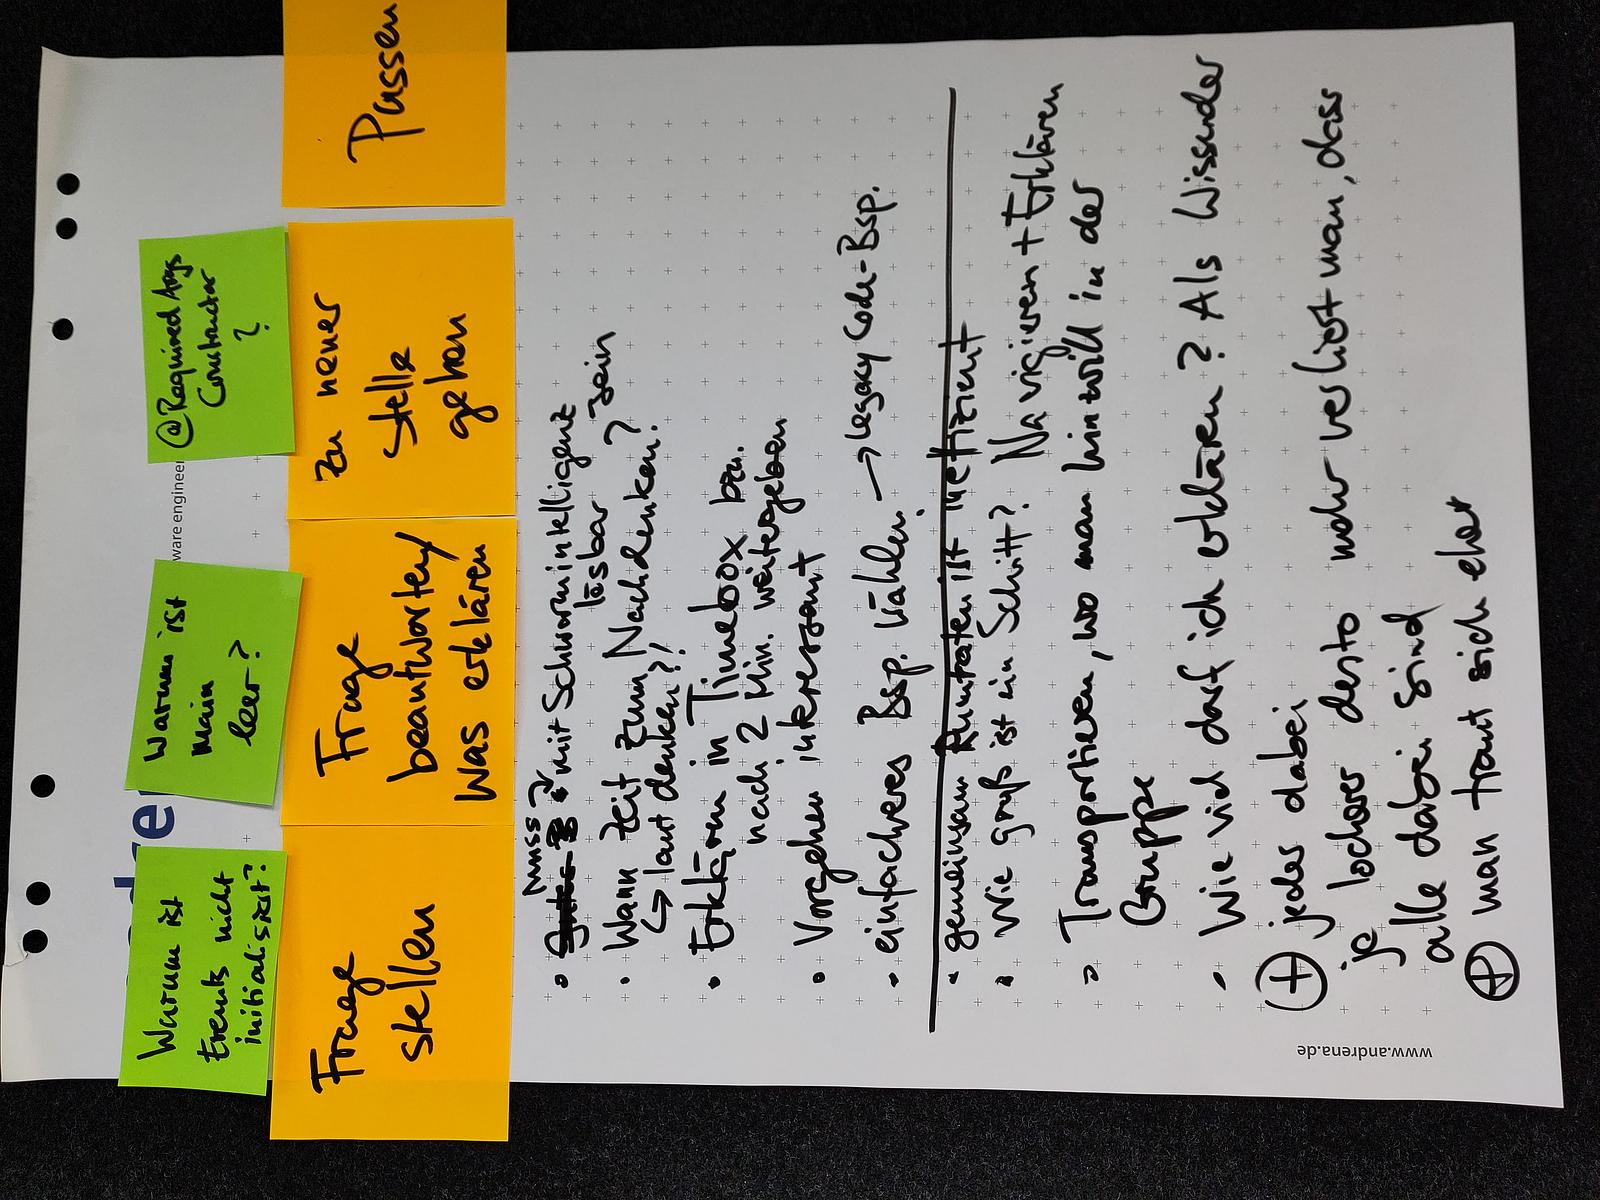 Warum ist
Events nicht
initialisiert?
Warum ist
main
leer?
ware engineer
@Required Args
Constructor
?
Frage
stellen
Frage
beantworten/
Was erklären
Zu neuer
Stelle
gehen
Passen
muss
• mit Schwarmintelligenz
lösbar sein
• Wann Zeit zum Nachdenken?
↳ laut denken?!
• Erklären in Timebox bzw.
nach 2 Min. weitergeben
• Vorgehen interessant
• einfacheres Bsp. wählen. → Legacy Code-Bsp.
• gemeinsam Rumraten ist ineffizient
• Wie groß ist ein Schritt? Navigieren + Erklären
• Transportieren, wo man hinwill in der
Gruppe
• Wie viel darf ich erklären? Als Wissender
⊕ jeder dabei
je lockerer desto mehr verliert man, dass
alle dabei sind
⊕ man traut sich eher
www.andrena.de